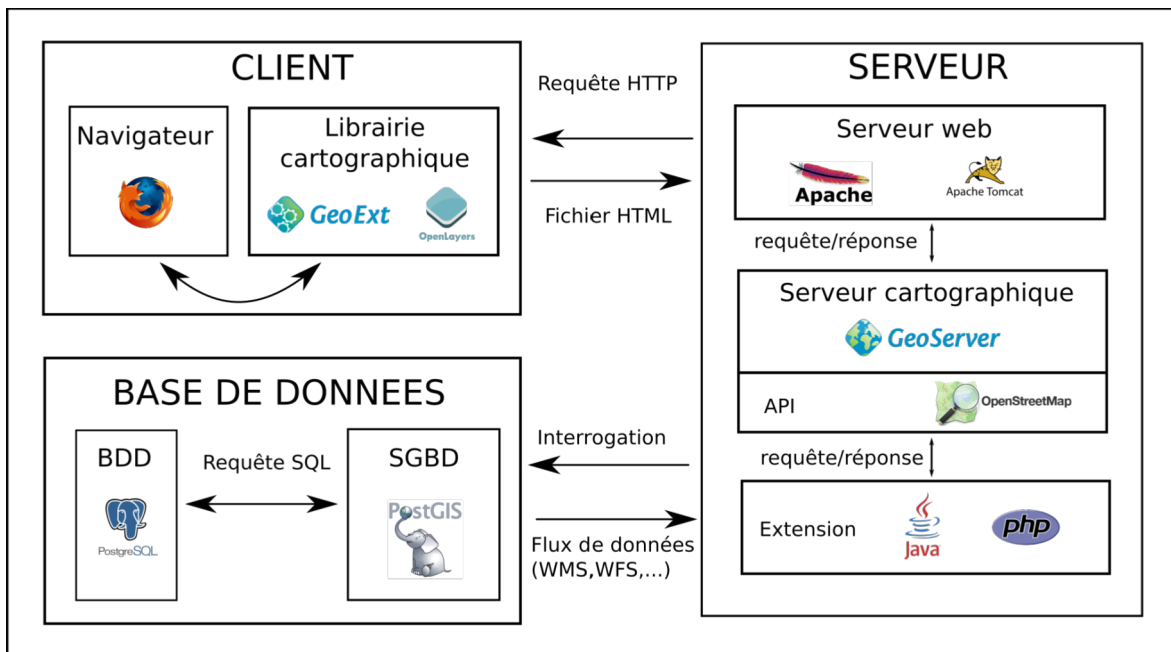 CLIENT
Navigateur
Librairie
cartographique
GeoExt
OpenLayers
Requête HTTP
Fichier HTML
SERVEUR
Serveur web
Apache
Apache Tomcat
requête/réponse
Serveur cartographique
GeoServer
API
OpenStreetMap
requête/réponse
Extension
Java
php
BASE DE DONNEES
BDD
PostgreSQL
Requête SQL
SGBD
PostGIS
Interrogation
Flux de données
(WMS,WFS,...)